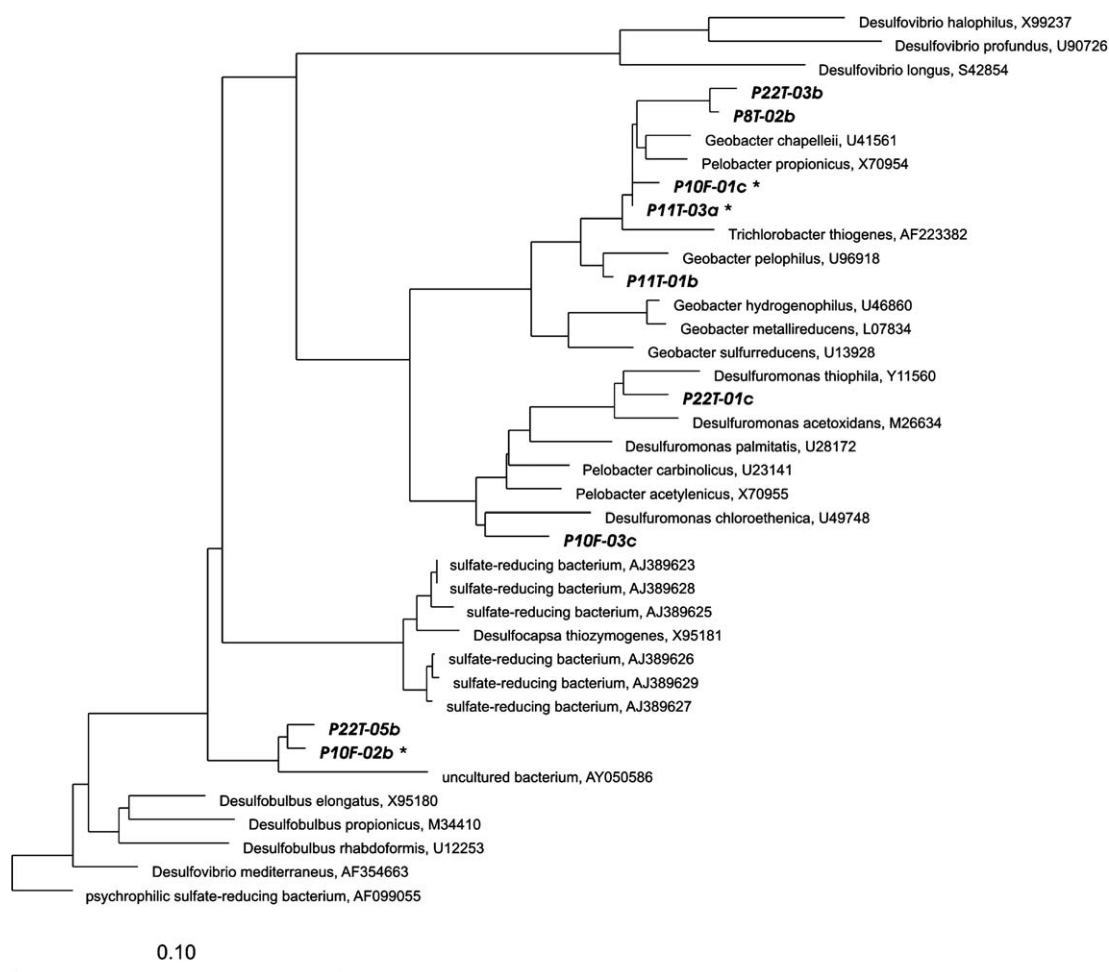 Desulfovibrio halophilus, X99237
Desulfovibrio profundus, U90726
Desulfovibrio longus, S42854
P22T-03b
P8T-02b
Geobacter chapelleii, U41561
Pelobacter propionicus, X70954
P10F-01c *
P11T-03a *
Trichlorobacter thiogenes, AF223382
Geobacter pelophilus, U96918
P11T-01b
Geobacter hydrogenophilus, U46860
Geobacter metallireducens, L07834
Geobacter sulfurreducens, U13928
Desulfuromonas thiophila, Y11560
P22T-01c
Desulfuromonas acetoxidans, M26634
Desulfuromonas palmitatis, U28172
Pelobacter carbinolicus, U23141
Pelobacter acetylenicus, X70955
Desulfuromonas chloroethenica, U49748
P10F-03c
sulfate-reducing bacterium, AJ389623
sulfate-reducing bacterium, AJ389628
sulfate-reducing bacterium, AJ389625
Desulfocapsa thiozymogenes, X95181
sulfate-reducing bacterium, AJ389626
sulfate-reducing bacterium, AJ389629
sulfate-reducing bacterium, AJ389627
P22T-05b
P10F-02b *
uncultured bacterium, AY050586
Desulfobulbus elongatus, X95180
Desulfobulbus propionicus, M34410
Desulfobulbus rhabdoformis, U12253
Desulfovibrio mediterraneus, AF354663
psychrophilic sulfate-reducing bacterium, AF099055
0.10